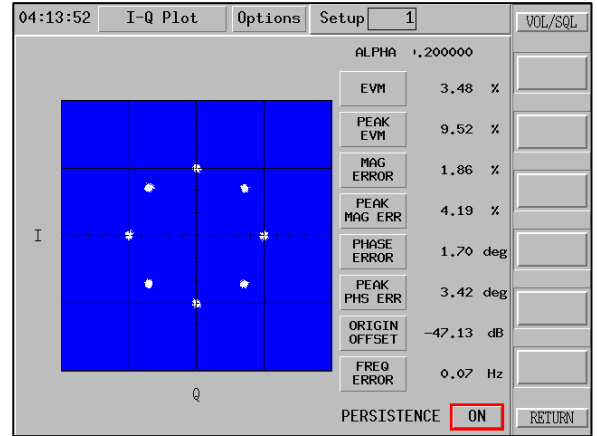 04:13:52 I-Q Plot Options Setup 1 VOL/SQL
ALPHA .200000
EVM 3.48 %
PEAK EVM 9.52 %
MAG ERROR 1.86 %
PEAK MAG ERR 4.19 %
I
PHASE ERROR 1.70 deg
PEAK PHS ERR 3.42 deg
ORIGIN OFFSET -47.13 dB
FREQ ERROR 0.07 Hz
Q
PERSISTENCE ON RETURN